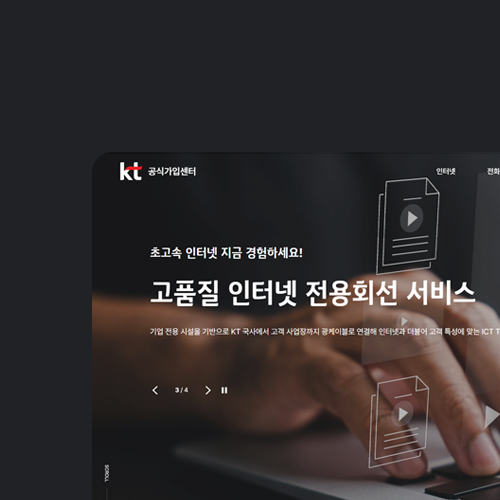 kt 공식가입센터
인터넷 전화
초고속 인터넷 지금 경험하세요!
고품질 인터넷 전용회선 서비스
기업 전용 시설을 기반으로 KT 국사에서 고객 사업장까지 광케이블로 연결해 인터넷과 더불어 고객 특성에 맞는 ICT T
3 / 4
SCROLL